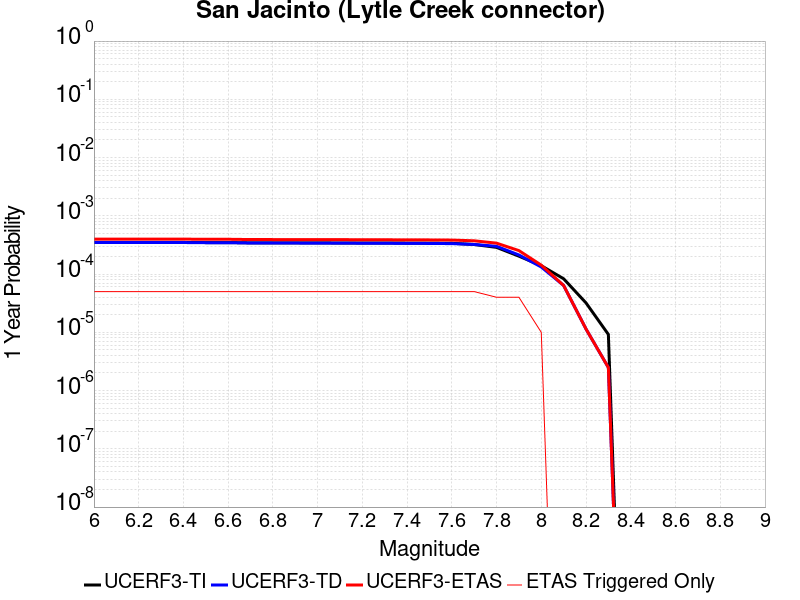 San Jacinto (Lytle Creek connector)
10^0
10^-1
10^-2
10^-3
10^-4
10^-5
10^-6
10^-7
10^-8
1 Year Probability
6 6.2 6.4 6.6 6.8 7 7.2 7.4 7.6 7.8 8 8.2 8.4 8.6 8.8 9
Magnitude
UCERF3-TI UCERF3-TD UCERF3-ETAS ETAS Triggered Only